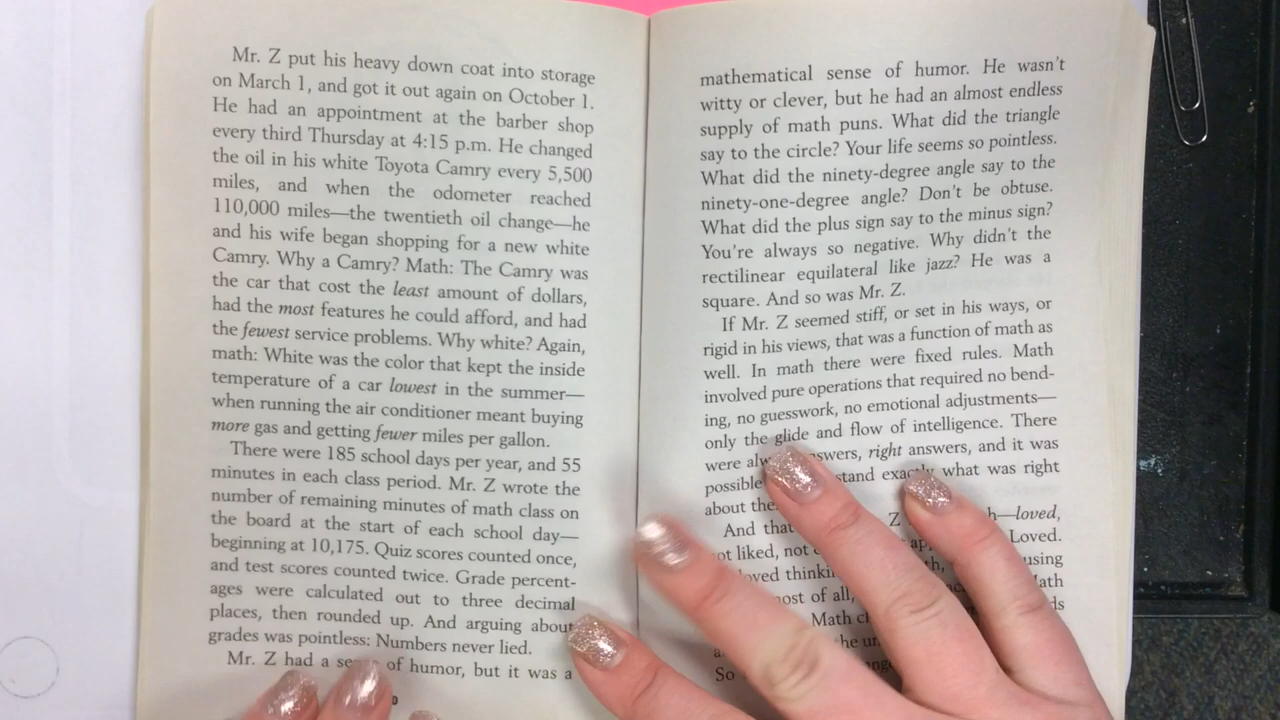 Mr. Z put his heavy down coat into storage
on March 1, and got it out again on October 1.
He had an appointment at the barber shop
every third Thursday at 4:15 p.m. He changed
the oil in his white Toyota Camry every 5,500
miles, and when the odometer reached
110,000 miles—the twentieth oil change—he
and his wife began shopping for a new white
Camry. Why a Camry? Math: The Camry was
the car that cost the least amount of dollars,
had the most features he could afford, and had
the fewest service problems. Why white? Again,
math: White was the color that kept the inside
temperature of a car lowest in the summer—
when running the air conditioner meant buying
more gas and getting fewer miles per gallon.
There were 185 school days per year, and 55
minutes in each class period. Mr. Z wrote the
number of remaining minutes of math class on
the board at the start of each school day—
beginning at 10,175. Quiz scores counted once,
and test scores counted twice. Grade percent-
ages were calculated out to three decimal
places, then rounded up. And arguing about
grades was pointless: Numbers never lied.
Mr. Z had a of humor, but it was a
mathematical sense of humor. He wasn't
witty or clever, but he had an almost endless
supply of math puns. What did the triangle
say to the circle? Your life seems so pointless.
What did the ninety-degree angle say to the
ninety-one-degree angle? Don't be obtuse.
What did the plus sign say to the minus sign?
You're always so negative. Why didn't the
rectilinear equilateral like jazz? He was a
square. And so was Mr. Z.
If Mr. Z seemed stiff, or set in his ways, or
rigid in his views, that was a function of math as
well. In math there were fixed rules. Math
involved pure operations that required no bend-
ing, no guesswork, no emotional adjustments—
only the glide and flow of intelligence. There
were answers, right answers, and it was
possible exactly what was right
about
And that Z loved,
not liked, not Loved.
loved using
most of all,
Math
he
So